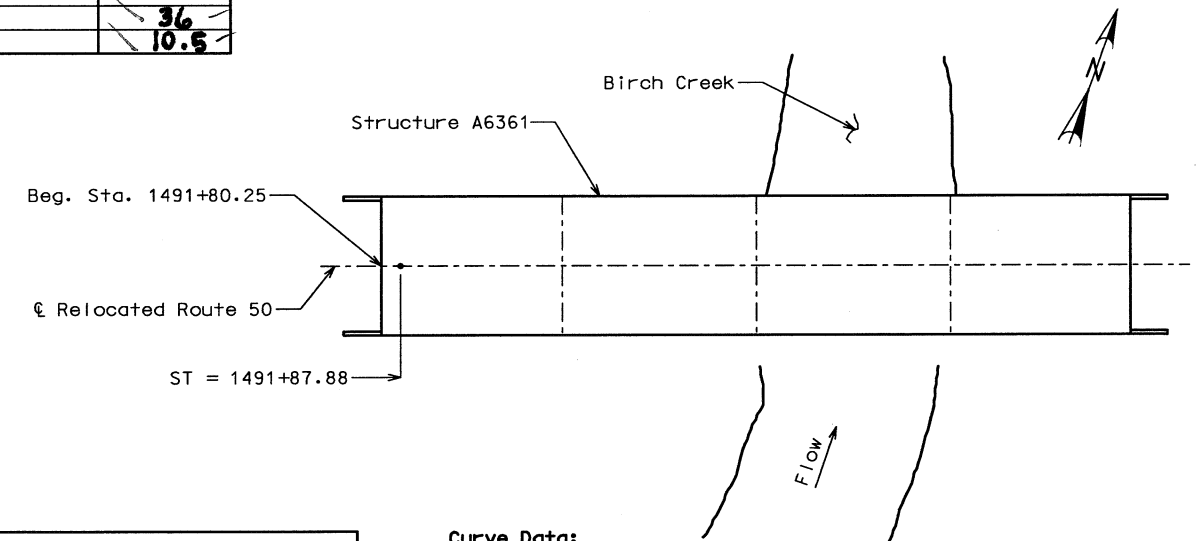 36
10.5
N
Birch Creek
Structure A6361
Beg. Sta. 1491+80.25
℄ Relocated Route 50
ST = 1491+87.88
Flow
Curve Data: